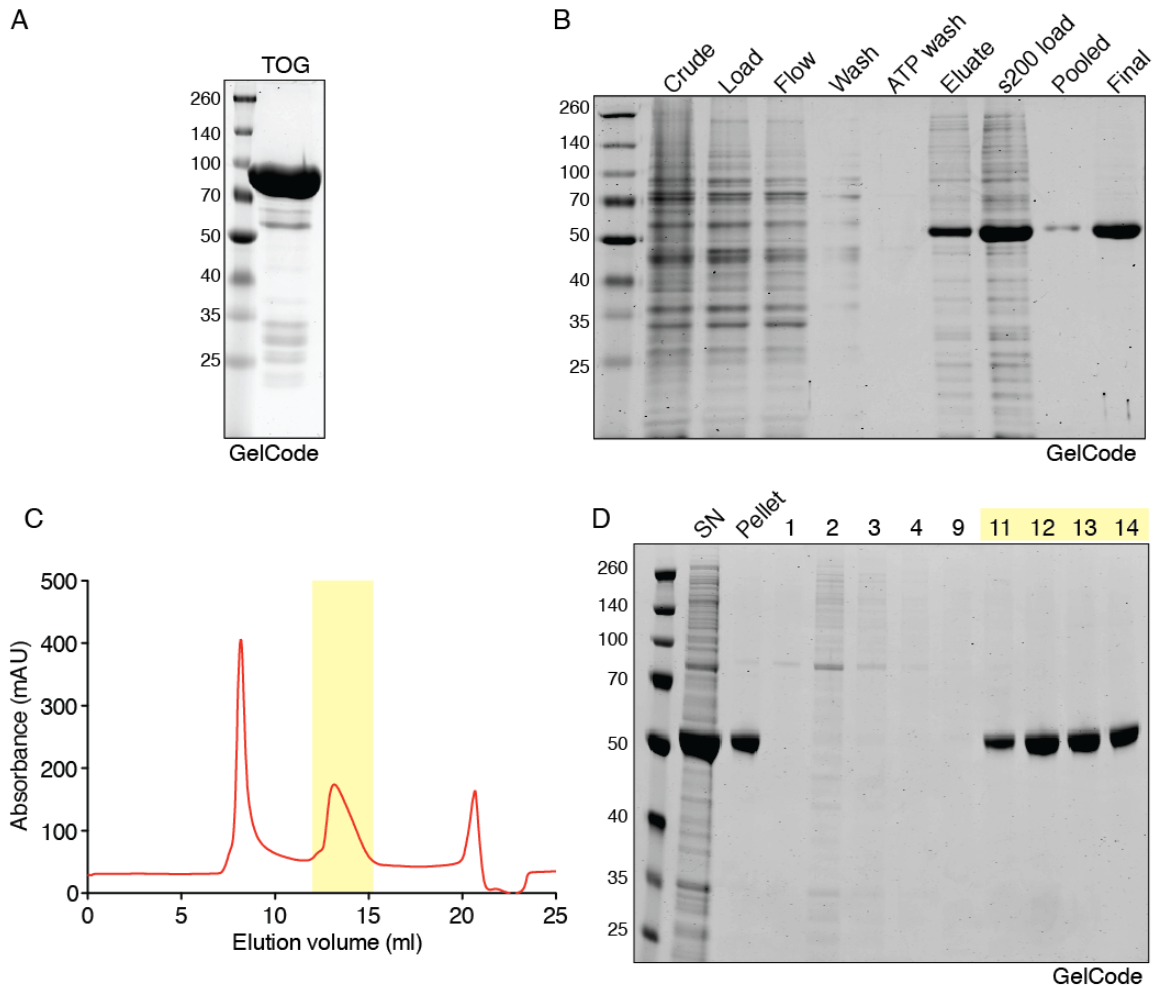 A
TOG
260
140
100
70
50
40
35
25
GelCode
B
Crude Load Flow Wash ATP wash Eluate s200 load Pooled Final
260
140
100
70
50
40
35
25
GelCode
C
500
400
300
200
100
0
Absorbance (mAU)
0 5 10 15 20 25
Elution volume (ml)
D
SN Pellet 1 2 3 4 9 11 12 13 14
260
140
100
70
50
40
35
25
GelCode